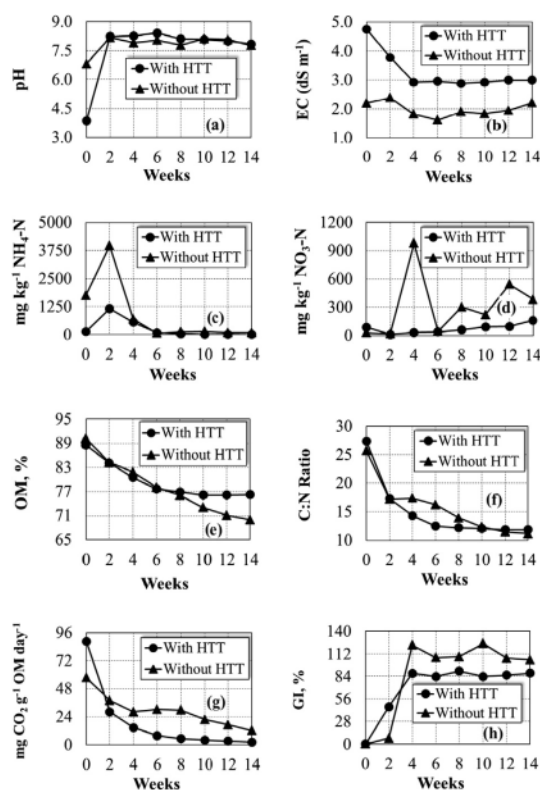 9.0
7.5
6.0
4.5
3.0
pH
With HTT
Without HTT
(a)
0 2 4 6 8 10 12 14
Weeks
5.0
4.0
3.0
2.0
1.0
EC (dS m⁻¹)
With HTT
Without HTT
(b)
0 2 4 6 8 10 12 14
Weeks
5000
3750
2500
1250
0
mg kg⁻¹ NH₄-N
With HTT
Without HTT
(c)
0 2 4 6 8 10 12 14
Weeks
1200
900
600
300
0
mg kg⁻¹ NO₃-N
With HTT
Without HTT
(d)
0 2 4 6 8 10 12 14
Weeks
95
89
83
77
71
65
OM, %
With HTT
Without HTT
(e)
0 2 4 6 8 10 12 14
Weeks
30
25
20
15
10
C:N Ratio
With HTT
Without HTT
(f)
0 2 4 6 8 10 12 14
Weeks
96
72
48
24
0
mg CO₂ g⁻¹ OM day⁻¹
With HTT
Without HTT
(g)
0 2 4 6 8 10 12 14
Weeks
140
112
84
56
28
0
GI, %
With HTT
Without HTT
(h)
0 2 4 6 8 10 12 14
Weeks